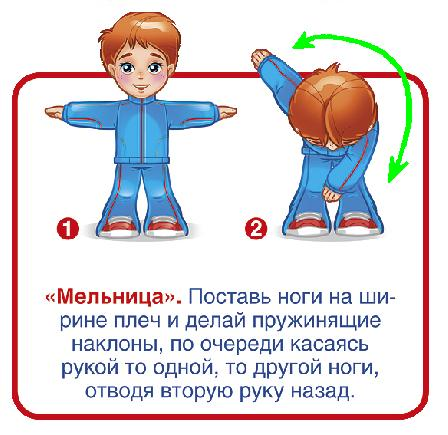 1
2
«Мельница». Поставь ноги на ши-
рине плеч и делай пружинящие
наклоны, по очереди касаясь
рукой то одной, то другой ноги,
отводя вторую руку назад.